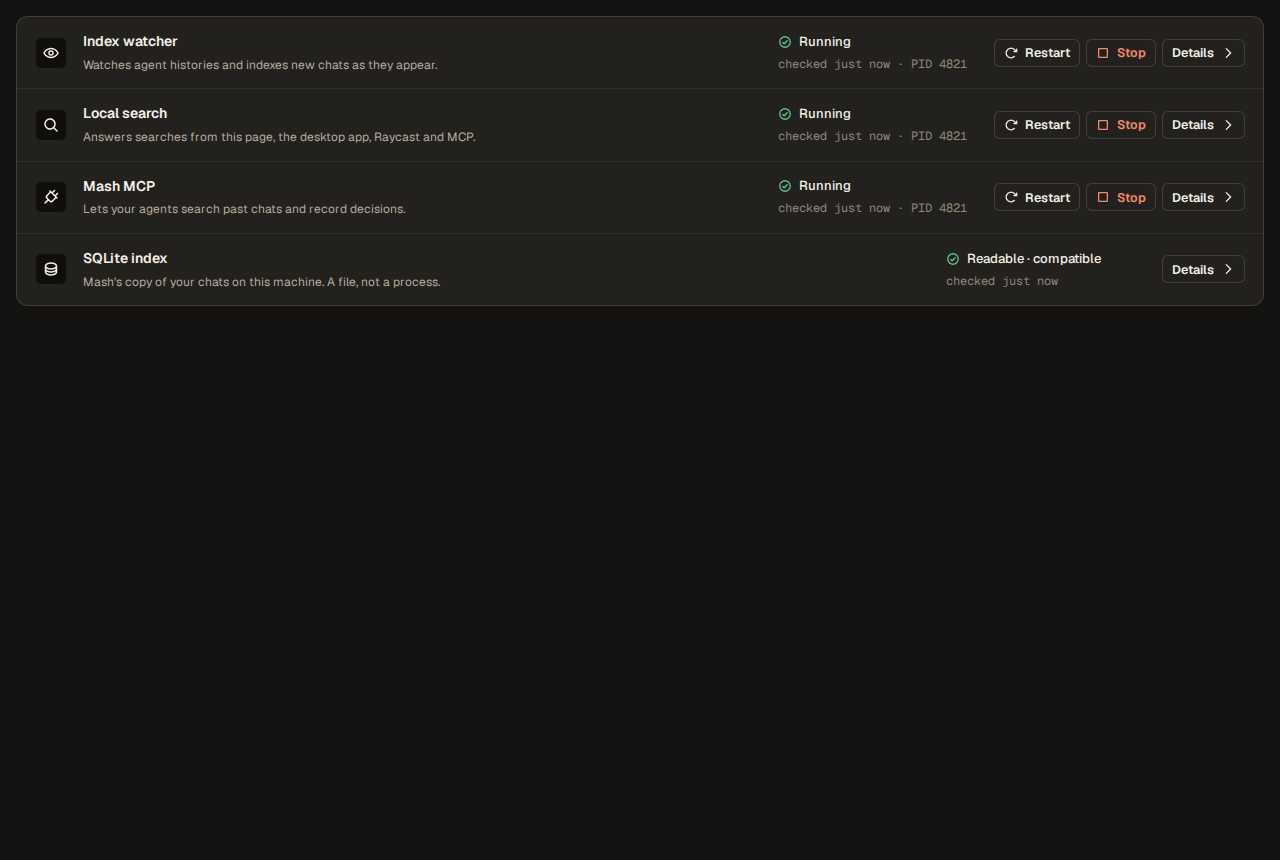 Index watcher
Running
Watches agent histories and indexes new chats as they appear.
checked just now · PID 4821
Restart
Stop
Details
Local search
Running
Answers searches from this page, the desktop app, Raycast and MCP.
checked just now · PID 4821
Restart
Stop
Details
Mash MCP
Running
Lets your agents search past chats and record decisions.
checked just now · PID 4821
Restart
Stop
Details
SQLite index
Readable · compatible
Mash's copy of your chats on this machine. A file, not a process.
checked just now
Details